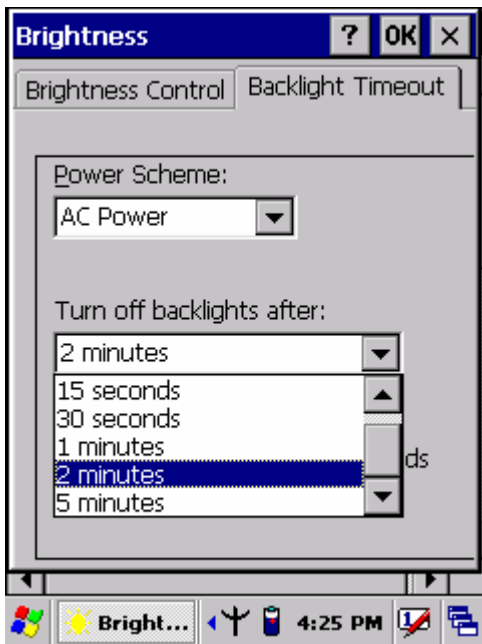 Brightness ? OK ×
Brightness Control Backlight Timeout
Power Scheme:
AC Power
Turn off backlights after:
2 minutes
15 seconds
30 seconds
1 minutes
ds
2 minutes
5 minutes
Bright... 4:25 PM